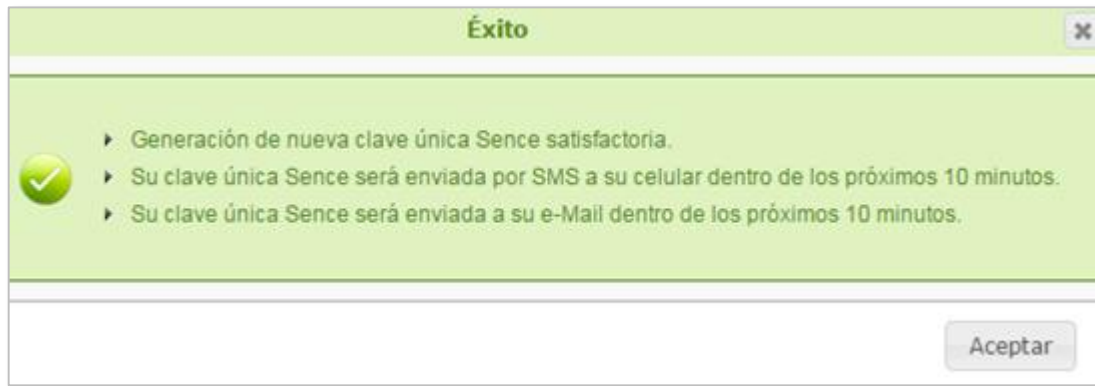 Éxito
Generación de nueva clave única Sence satisfactoria.
Su clave única Sence será enviada por SMS a su celular dentro de los próximos 10 minutos.
Su clave única Sence será enviada a su e-Mail dentro de los próximos 10 minutos.
Aceptar